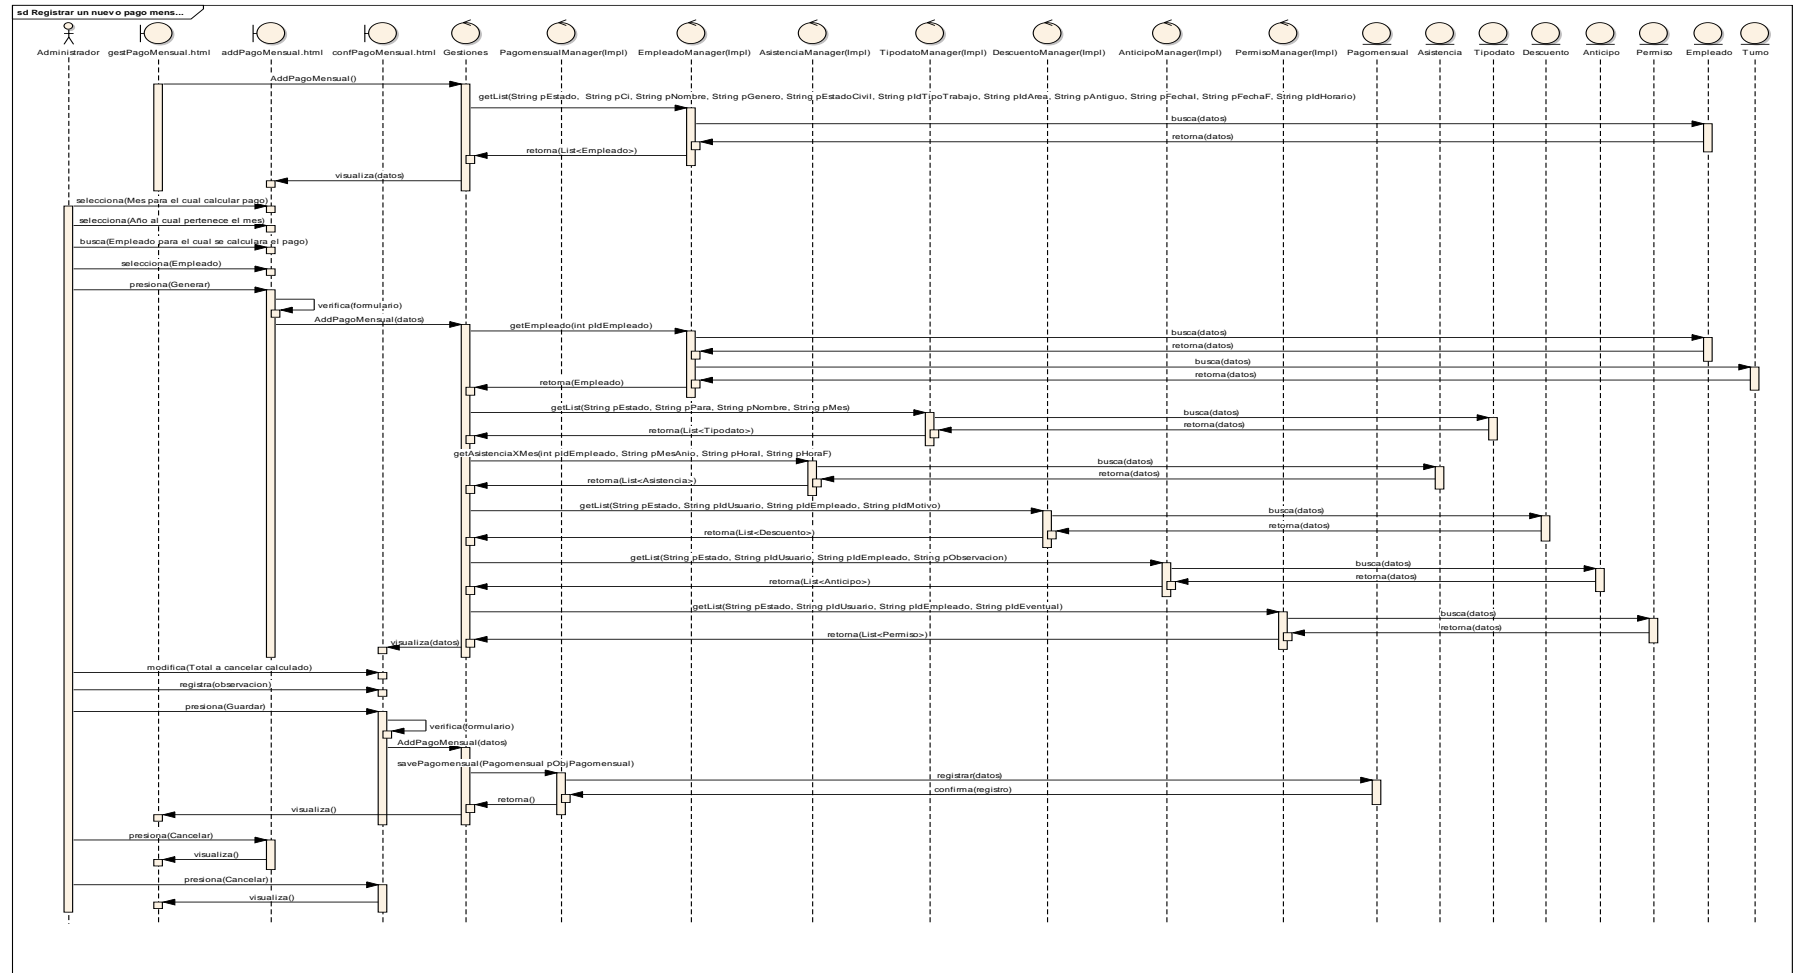 sd Registrar un nuevo pago mens...
Administrador
gestPagoMensual.html
addPagoMensual.html
confPagoMensual.html
Gestiones
PagomensualManager(Impl)
EmpleadoManager(Impl)
AsistenciaManager(Impl)
TipodatoManager(Impl)
DescuentoManager(Impl)
AnticipoManager(Impl)
PermisoManager(Impl)
Pagomensual
Asistencia
Tipodato
Descuento
Anticipo
Permiso
Empleado
Turno
AddPagoMensual()
getList(String pEstado, String pCi, String pNombre, String pGenero, String pEstadoCivil, String pIdTipoTrabajo, String pIdArea, String pAntiguo, String pFechaI, String pFechaF, String pIdHorario)
busca(datos)
retorna(datos)
retorna(List<Empleado>)
visualiza(datos)
selecciona(Mes para el cual calcular pago)
selecciona(Año al cual pertenece el mes)
busca(Empleado para el cual se calculara el pago)
selecciona(Empleado)
presiona(Generar)
verifica(formulario)
AddPagoMensual(datos)
getEmpleado(int pIdEmpleado)
busca(datos)
retorna(datos)
busca(datos)
retorna(datos)
retorna(Empleado)
getList(String pEstado, String pPara, String pNombre, String pMes)
busca(datos)
retorna(datos)
retorna(List<Tipodato>)
getAsistenciaXMes(int pIdEmpleado, String pMesAnio, String pHoraI, String pHoraF)
busca(datos)
retorna(datos)
retorna(List<Asistencia>)
getList(String pEstado, String pIdUsuario, String pIdEmpleado, String pIdMotivo)
busca(datos)
retorna(datos)
retorna(List<Descuento>)
getList(String pEstado, String pIdUsuario, String pIdEmpleado, String pObservacion)
busca(datos)
retorna(datos)
retorna(List<Anticipo>)
getList(String pEstado, String pIdUsuario, String pIdEmpleado, String pIdEventual)
busca(datos)
retorna(datos)
retorna(List<Permiso>)
visualiza(datos)
modifica(Total a cancelar calculado)
registra(observacion)
presiona(Guardar)
verifica(formulario)
AddPagoMensual(datos)
savePagomensual(Pagomensual pObjPagomensual)
registrar(datos)
confirma(registro)
retorna()
visualiza()
presiona(Cancelar)
visualiza()
presiona(Cancelar)
visualiza()